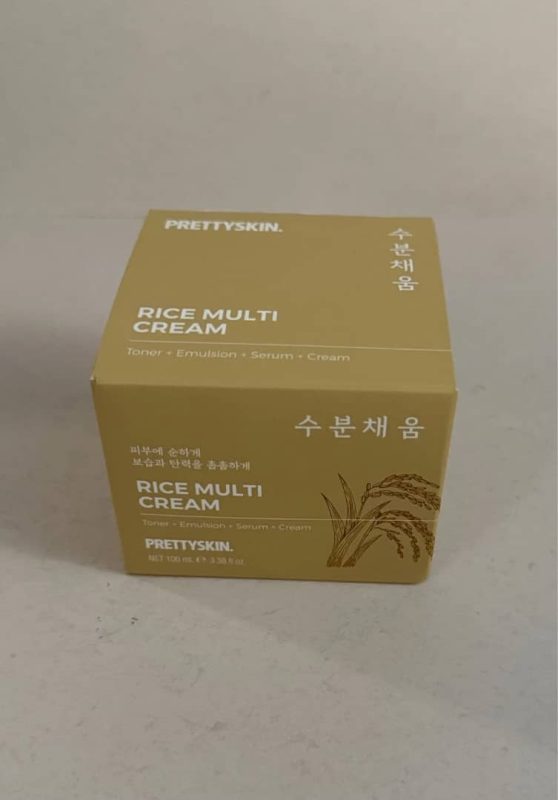 PRETTYSKIN.
수분채움
RICE MULTI
CREAM
Toner + Emulsion + Serum + Cream
수분채움
피부에 순하게
보습과 탄력을 촘촘하게
RICE MULTI
CREAM
Toner + Emulsion + Serum + Cream
PRETTYSKIN.
NET 100 mL ℮ 3.38 fl.oz.